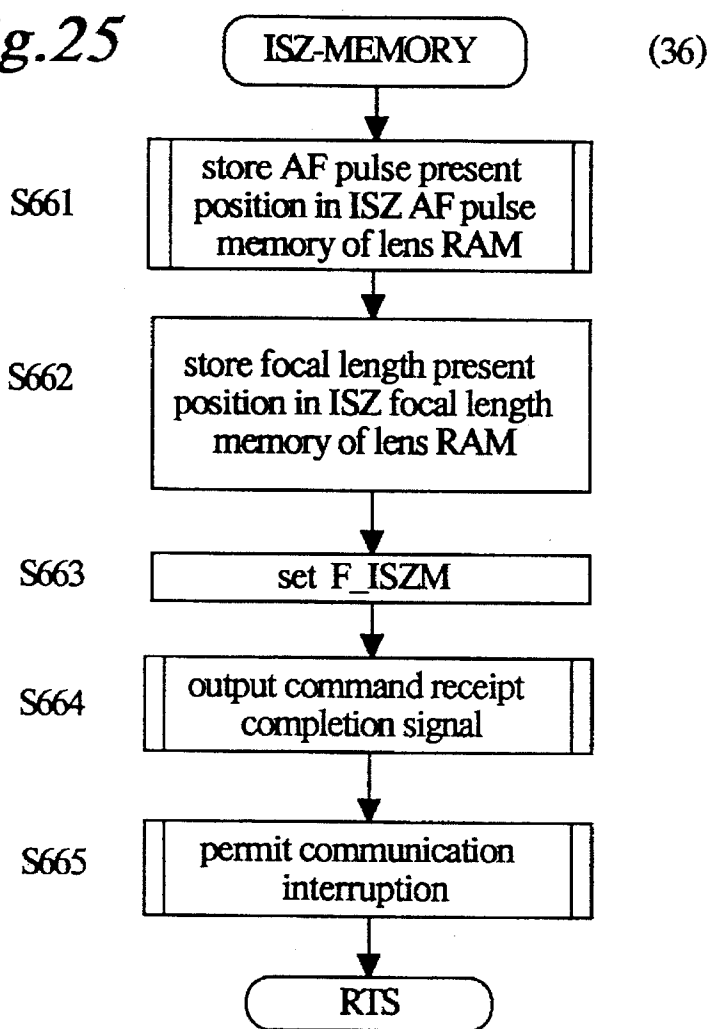 g.25
ISZ-MEMORY
(36)
S661
store AF pulse present
position in ISZ AF pulse
memory of lens RAM
S662
store focal length present
position in ISZ focal length
memory of lens RAM
S663
set F_ISZM
S664
output command receipt
completion signal
S665
permit communication
interruption
RTS